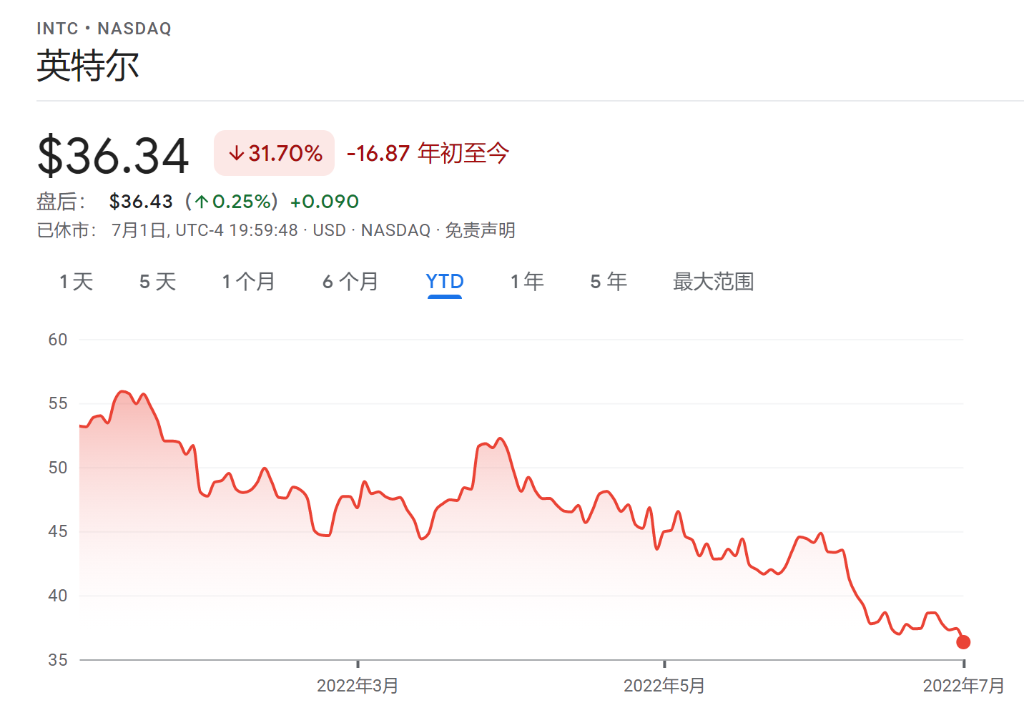 INTC • NASDAQ
英特尔
$36.34 ↓31.70% -16.87 年初至今
盘后： $36.43 (↑0.25%) +0.090
已休市： 7月1日, UTC-4 19:59:48 · USD · NASDAQ · 免责声明
1 天 5 天 1 个月 6 个月 YTD 1 年 5 年 最大范围
60
55
50
45
40
35
2022年3月 2022年5月 2022年7月